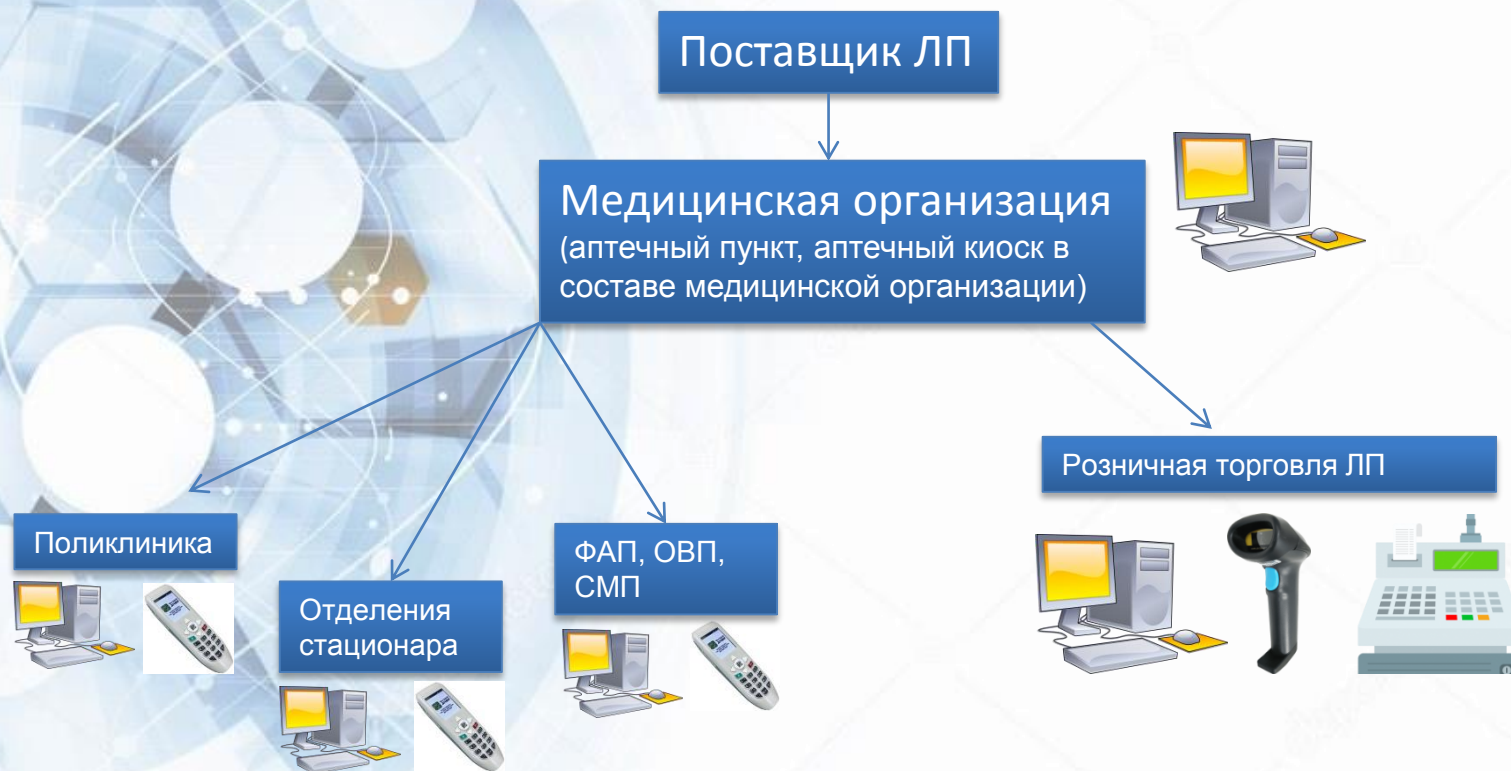 Поставщик ЛП
Медицинская организация
(аптечный пункт, аптечный киоск в
составе медицинской организации)
Розничная торговля ЛП
Поликлиника
ФАП, ОВП,
СМП
Отделения
стационара